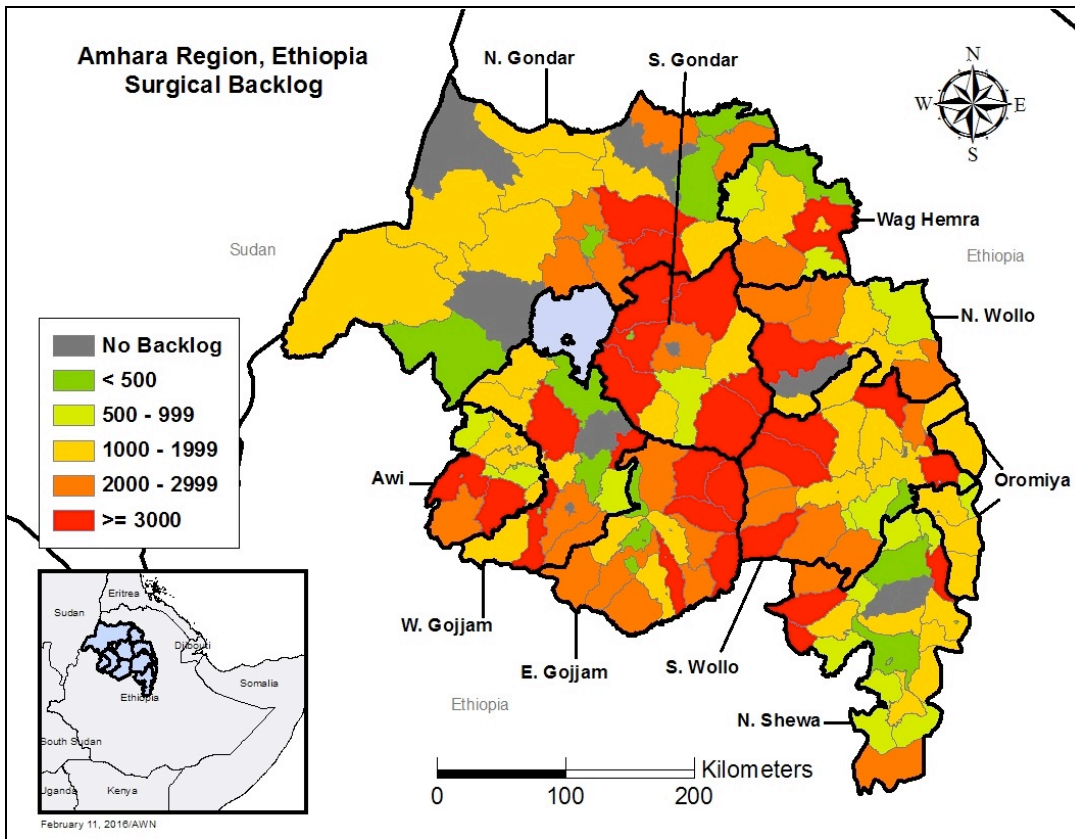 Amhara Region, Ethiopia
Surgical Backlog
N. Gondar
S. Gondar
N
W
E
S
Wag Hemra
Sudan
Ethiopia
N. Wollo
No Backlog
< 500
500 - 999
1000 - 1999
2000 - 2999
>= 3000
Awi
Oromiya
W. Gojjam
E. Gojjam
S. Wollo
N. Shewa
Ethiopia
Kilometers
0
100
200
Eritrea
Sudan
Djibouti
Somalia
Ethiopia
South Sudan
Uganda
Kenya
February 11, 2016/AWN